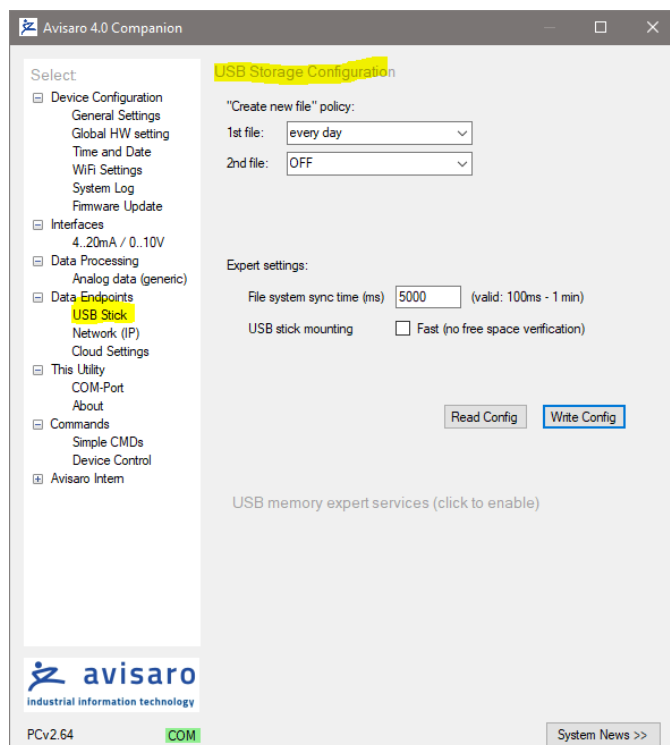 Avisaro 4.0 Companion
Select
USB Storage Configuration
Device Configuration
General Settings
Global HW setting
Time and Date
WiFi Settings
System Log
Firmware Update
Interfaces
4..20mA / 0..10V
Data Processing
Analog data (generic)
Data Endpoints
USB Stick
Network (IP)
Cloud Settings
This Utility
COM-Port
About
Commands
Simple CMDs
Device Control
Avisaro Intern
"Create new file" policy:
1st file: every day
2nd file: OFF
Expert settings:
File system sync time (ms) 5000 (valid: 100ms - 1 min)
USB stick mounting Fast (no free space verification)
Read Config Write Config
USB memory expert services (click to enable)
avisaro
industrial information technology
PCv2.64 COM
System News >>